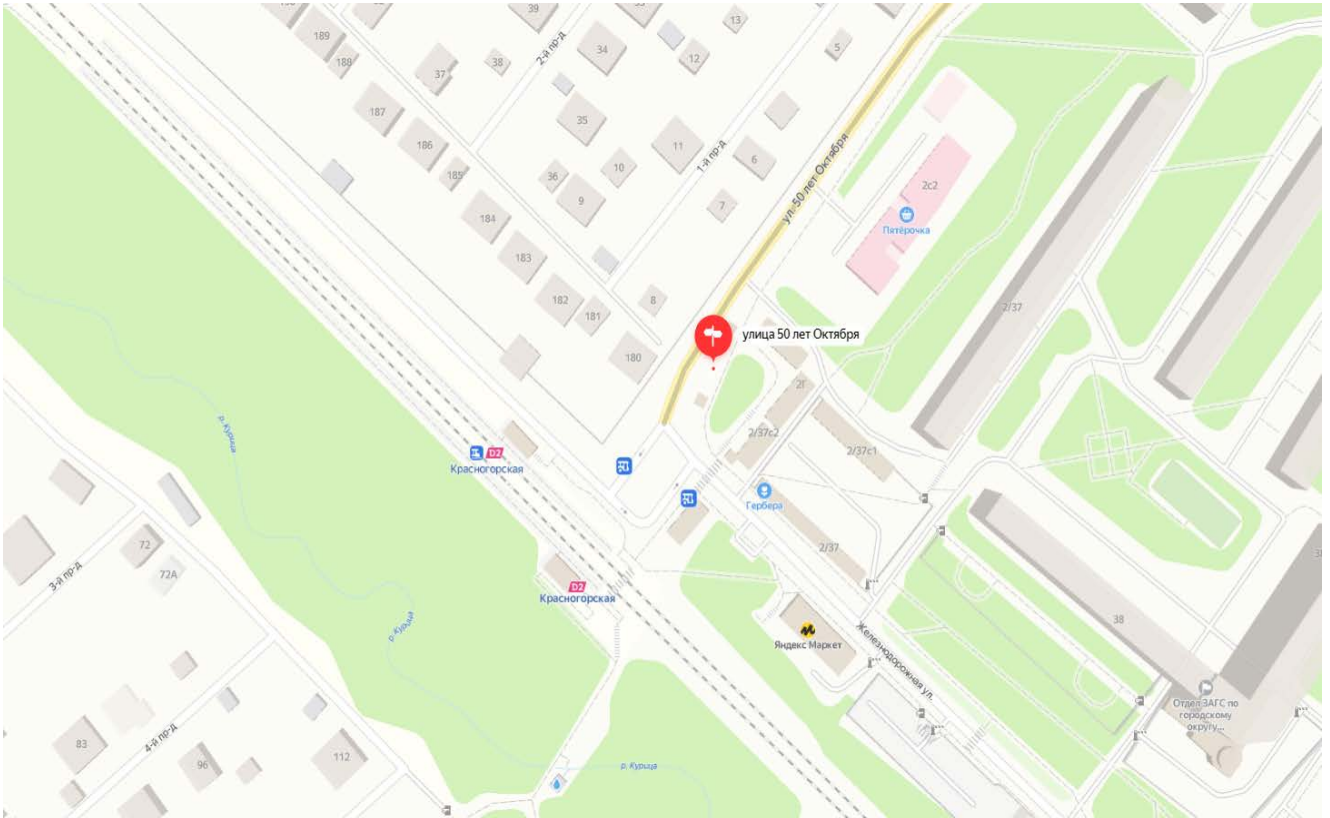 39
13
189
188
38
2-й пр-д
34
12
5
37
187
35
186
11
1-й пр-д
6
ул. 50 лет Октября
185
36
10
9
2с2
184
7
Пятёрочка
183
182
181
8
2/37
180
улица 50 лет Октября
2Г
р. Курица
2/37с2
2/37с1
D2
Красногорская
Гербера
72
72А
3-й пр-д
2/37
D2
Красногорская
р. Курица
38
Яндекс Маркет
Железнодорожная ул.
Отдел ЗАГС по
городскому
округу...
83
4-й пр-д
96
112
р. Курица